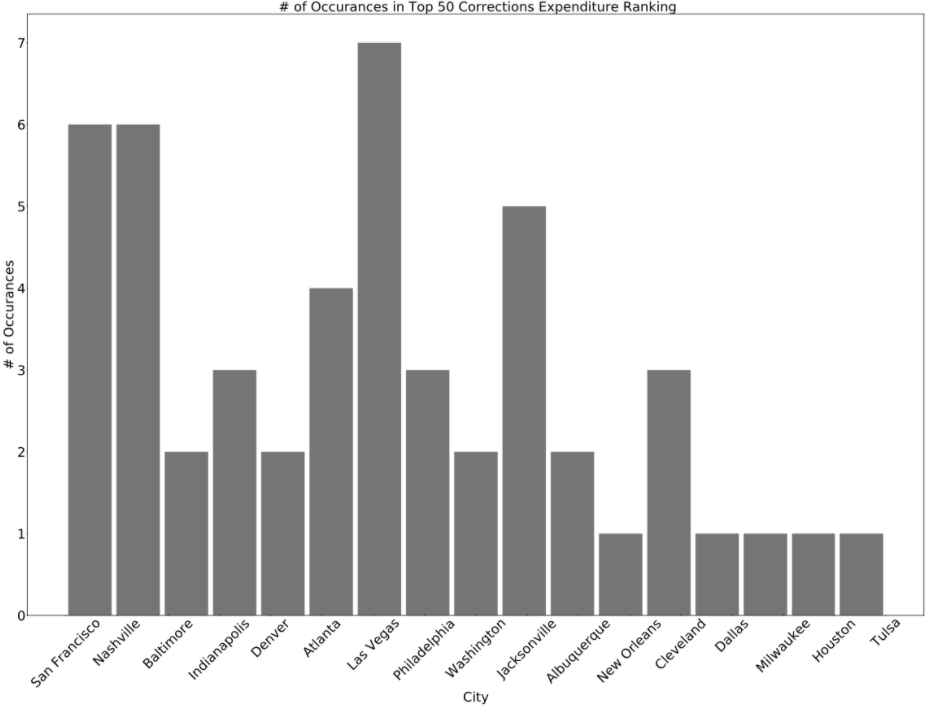 # of Occurances in Top 50 Corrections Expenditure Ranking
# of Occurances
7
6
5
4
3
2
1
0
San Francisco
Nashville
Baltimore
Indianapolis
Denver
Atlanta
Las Vegas
Philadelphia
Washington
Jacksonville
Albuquerque
New Orleans
Cleveland
Dallas
Milwaukee
Houston
Tulsa
City